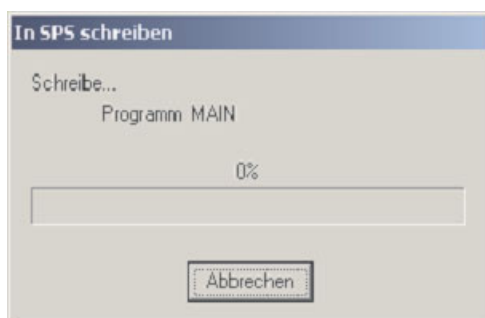 In SPS schreiben
Schreibe...
Programm MAIN
0%
Abbrechen